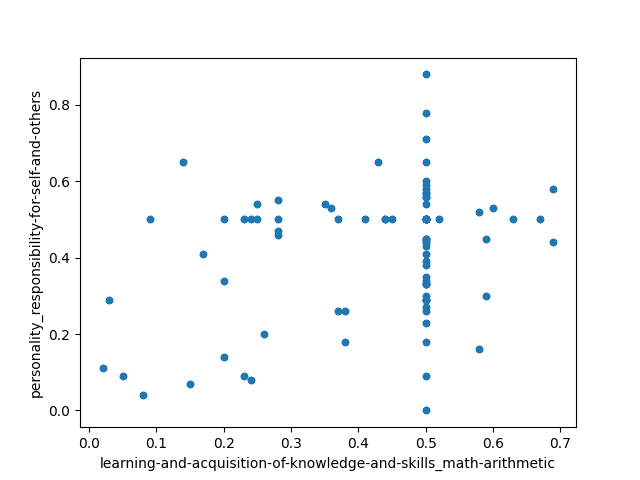 0.8
0.6
0.4
0.2
0.0
personality_responsibility-for-self-and-others
0.0 0.1 0.2 0.3 0.4 0.5 0.6 0.7
learning-and-acquisition-of-knowledge-and-skills_math-arithmetic